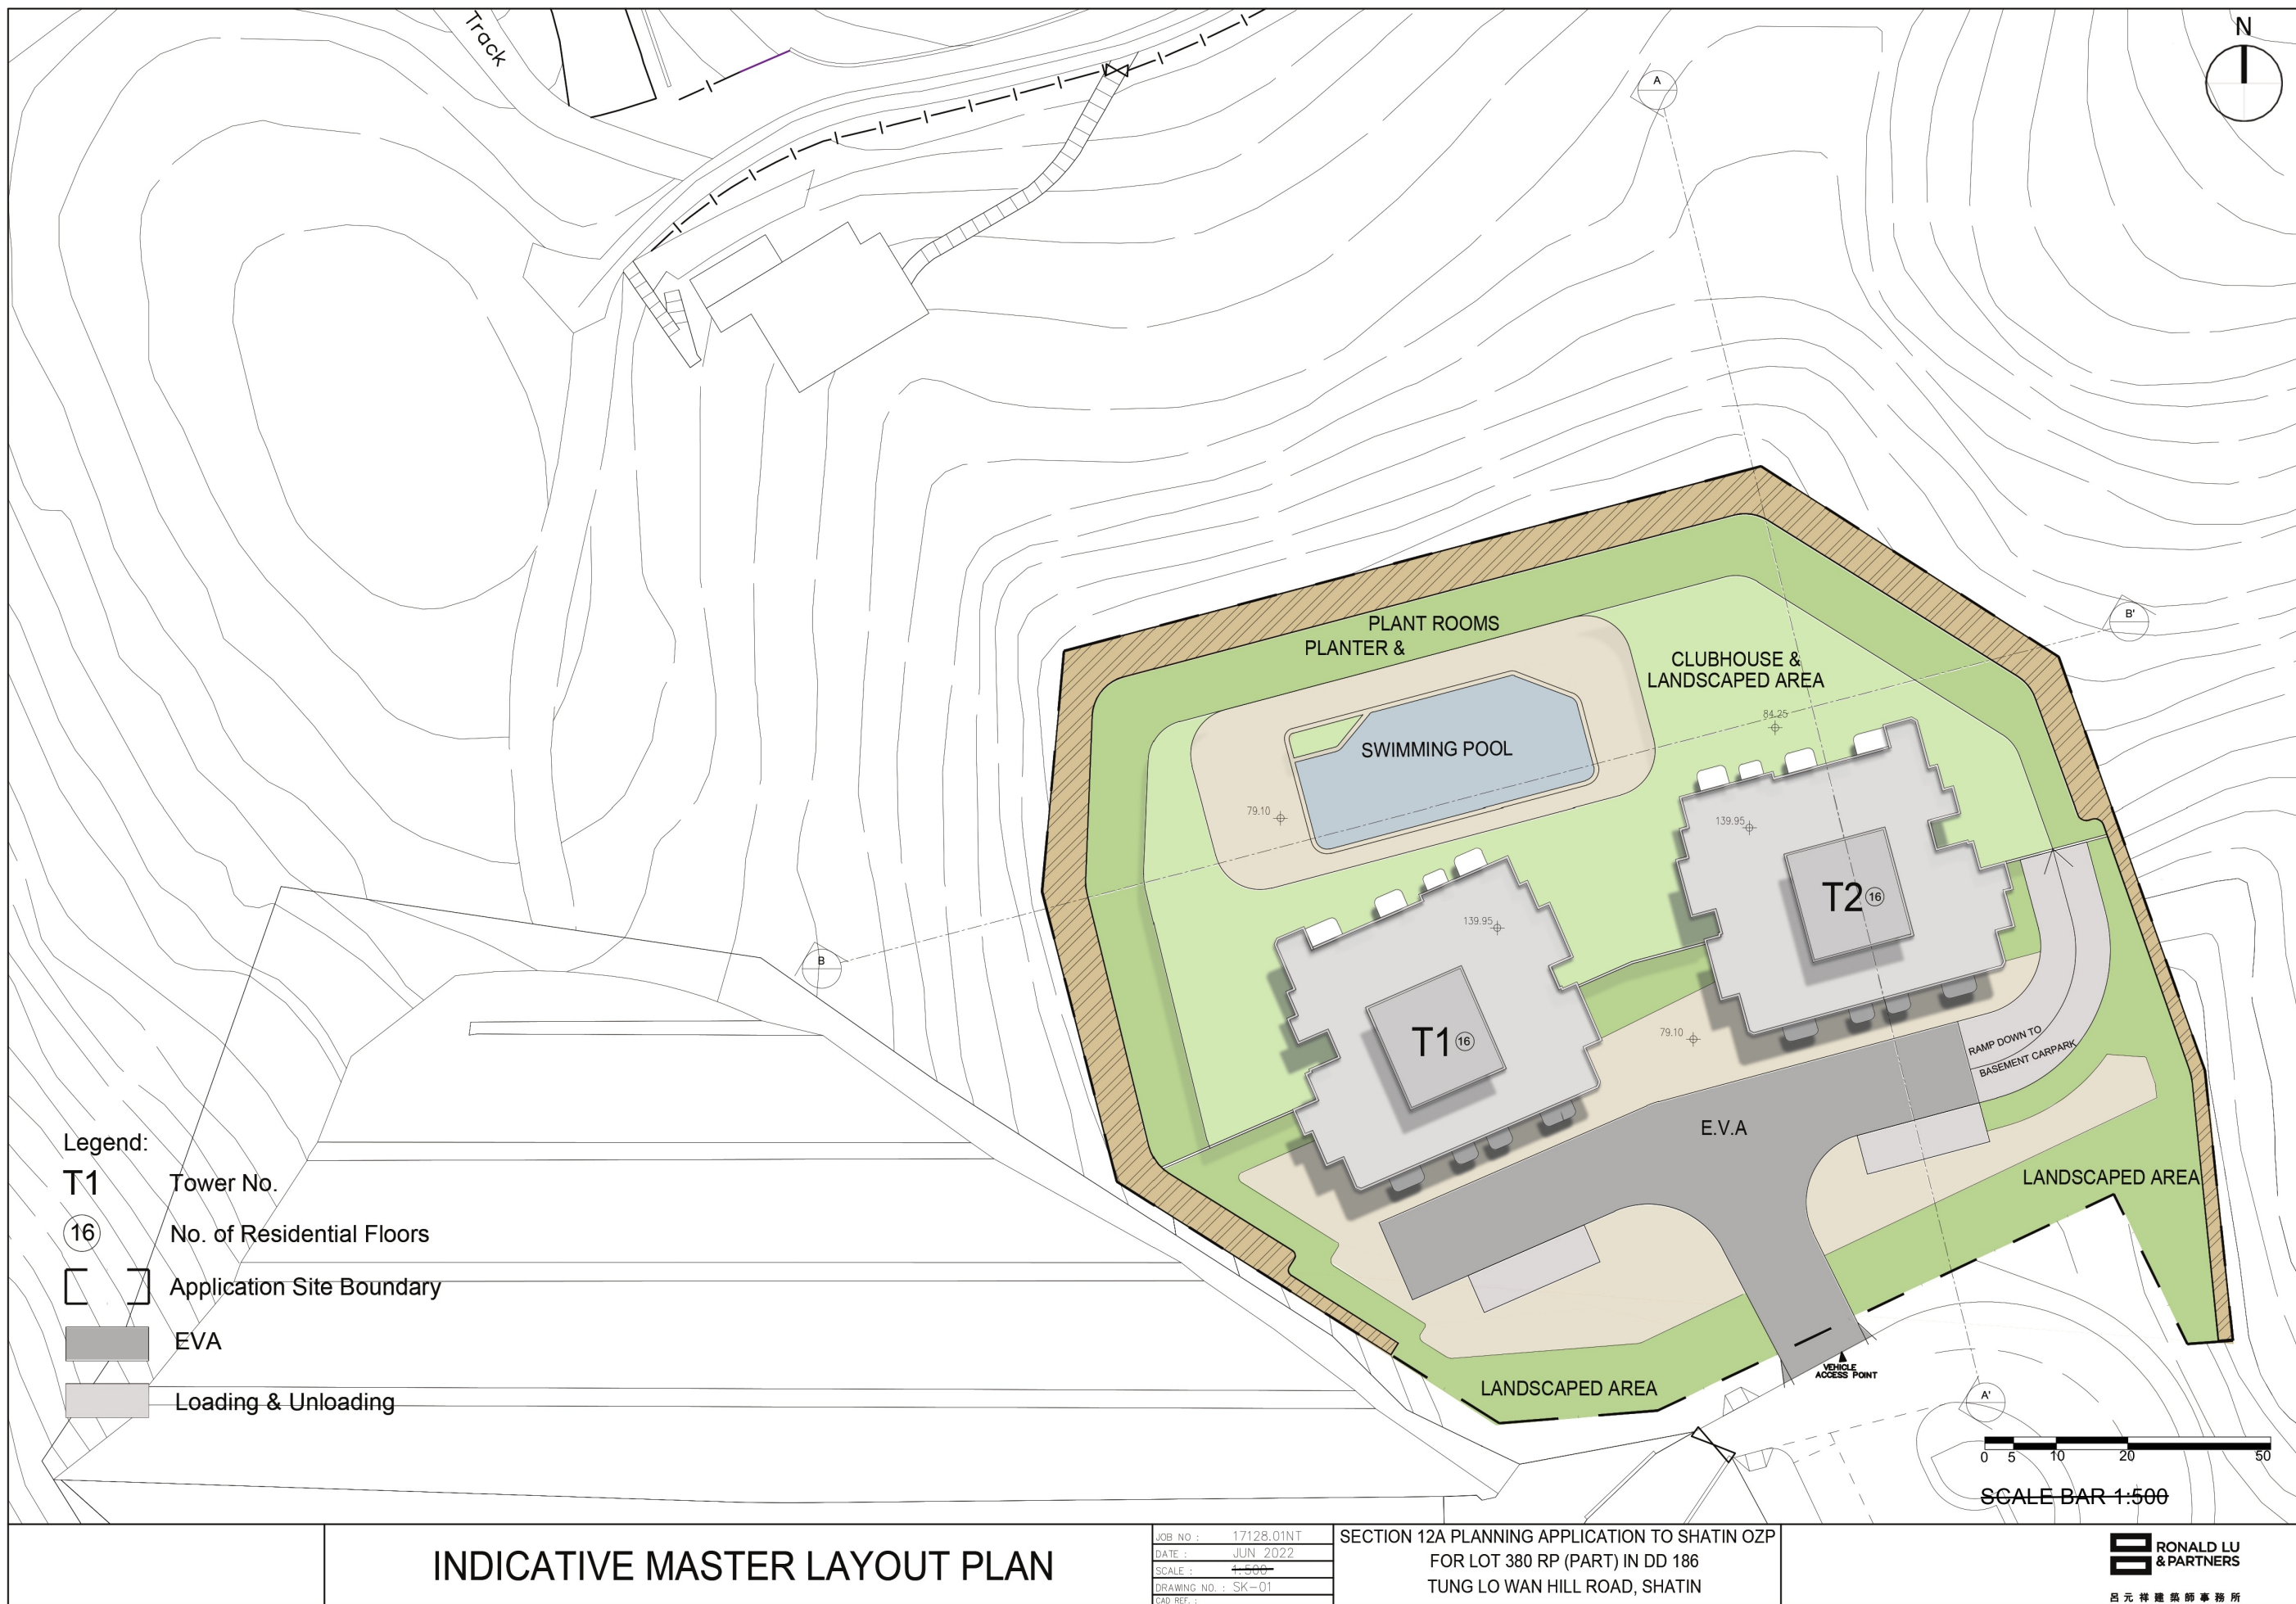 Track
N
A
B'
PLANT ROOMS
PLANTER &
CLUBHOUSE &
LANDSCAPED AREA
84.25
SWIMMING POOL
79.10
139.95
T2 16
139.95
B
T1 16
79.10
RAMP DOWN TO
BASEMENT CARPARK
E.V.A
LANDSCAPED AREA
VEHICLE
ACCESS POINT
LANDSCAPED AREA
A'
Legend:
T1 Tower No.
16 No. of Residential Floors
Application Site Boundary
EVA
Loading & Unloading
0 5 10 20 50
SCALE BAR 1:500
INDICATIVE MASTER LAYOUT PLAN
JOB NO : 17128.01NT
DATE : JUN 2022
SCALE : 1:500
DRAWING NO. : SK-01
CAD REF. :
SECTION 12A PLANNING APPLICATION TO SHATIN OZP
FOR LOT 380 RP (PART) IN DD 186
TUNG LO WAN HILL ROAD, SHATIN
RONALD LU
& PARTNERS
呂元祥建築師事務所